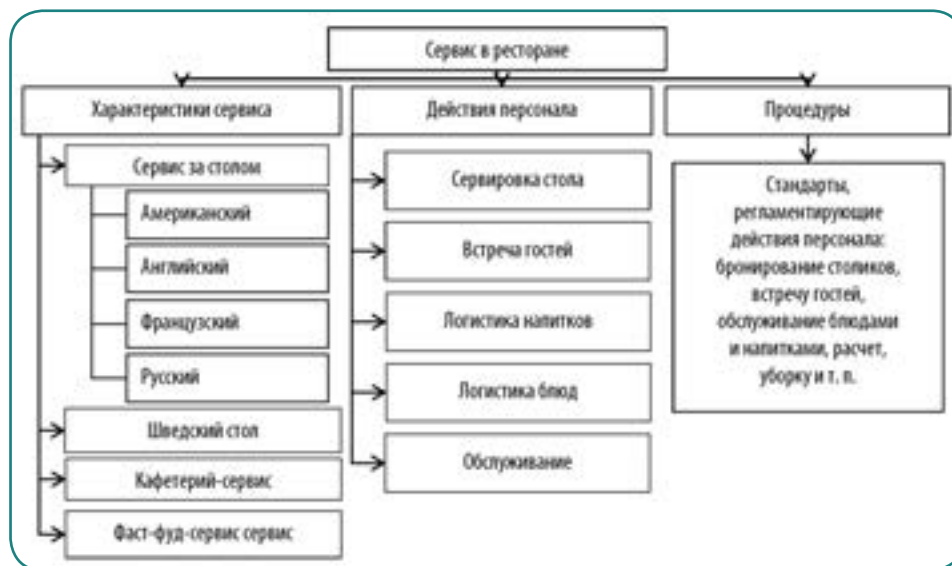 Сервис в ресторане
Характеристики сервиса
Сервис за столом
Американский
Английский
Французский
Русский
Шведский стол
Кафетерий-сервис
Фаст-фуд-сервис сервис
Действия персонала
Сервировка стола
Встреча гостей
Логистика напитков
Логистика блюд
Обслуживание
Процедуры
Стандарты,
регламентирующие
действия персонала:
бронирование столиков,
встречу гостей,
обслуживание блюдами
и напитками, расчет,
уборку и т. п.